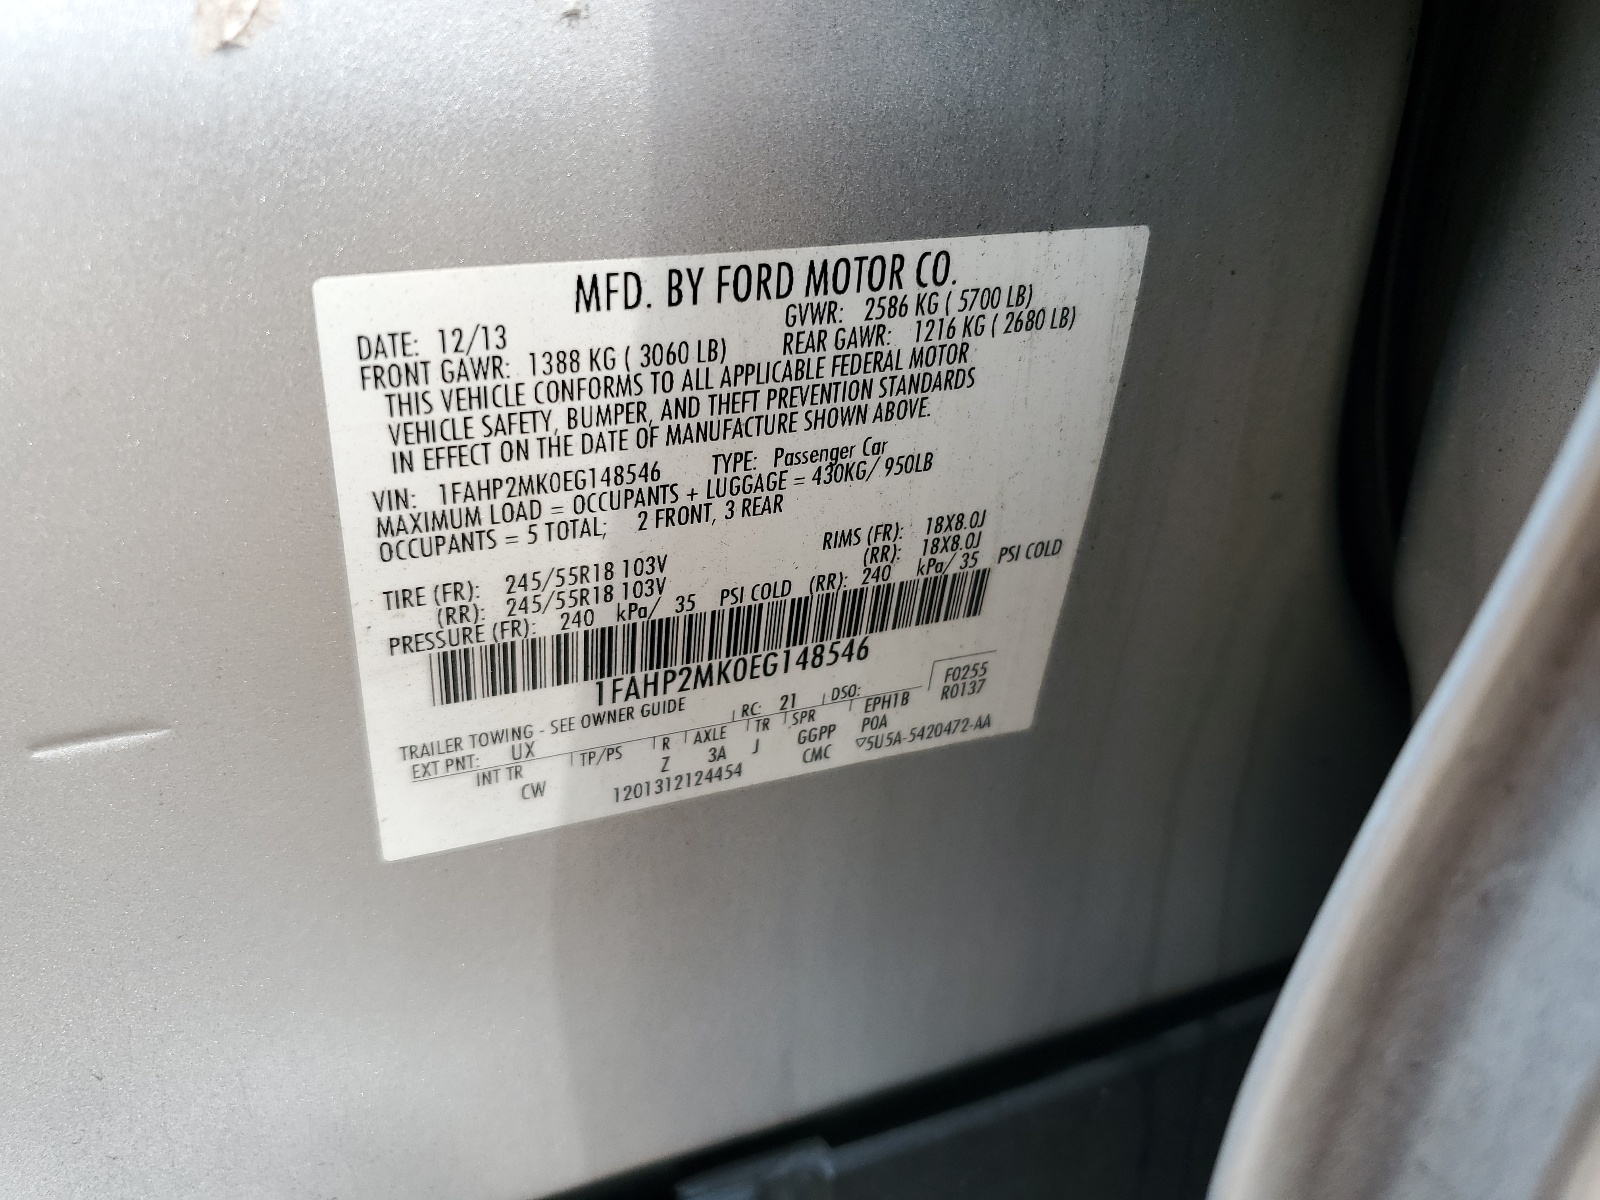 MFD. BY FORD MOTOR CO.
DATE: 12/13 GVWR: 2586 KG ( 5700 LB)
FRONT GAWR: 1388 KG ( 3060 LB) REAR GAWR: 1216 KG ( 2680 LB)
THIS VEHICLE CONFORMS TO ALL APPLICABLE FEDERAL MOTOR
VEHICLE SAFETY, BUMPER, AND THEFT PREVENTION STANDARDS
IN EFFECT ON THE DATE OF MANUFACTURE SHOWN ABOVE.
VIN: 1FAHP2MK0EG148546 TYPE: Passenger Car
MAXIMUM LOAD = OCCUPANTS + LUGGAGE = 430KG/ 950LB
OCCUPANTS = 5 TOTAL; 2 FRONT, 3 REAR
TIRE (FR): 245/55R18 103V RIMS (FR): 18X8.0J
(RR): 245/55R18 103V (RR): 18X8.0J
PRESSURE (FR): 240 kPa/ 35 PSI COLD (RR): 240 kPa/ 35 PSI COLD
1FAHP2MK0EG148546
TRAILER TOWING - SEE OWNER GUIDE RC: 21 DSO: F0255
EXT PNT: UX R0137
INT TR TP/PS R AXLE TR SPR EPH1B
CW Z 3A J GGPP POA
1201312124454 CMC ▽5U5A-5420472-AA